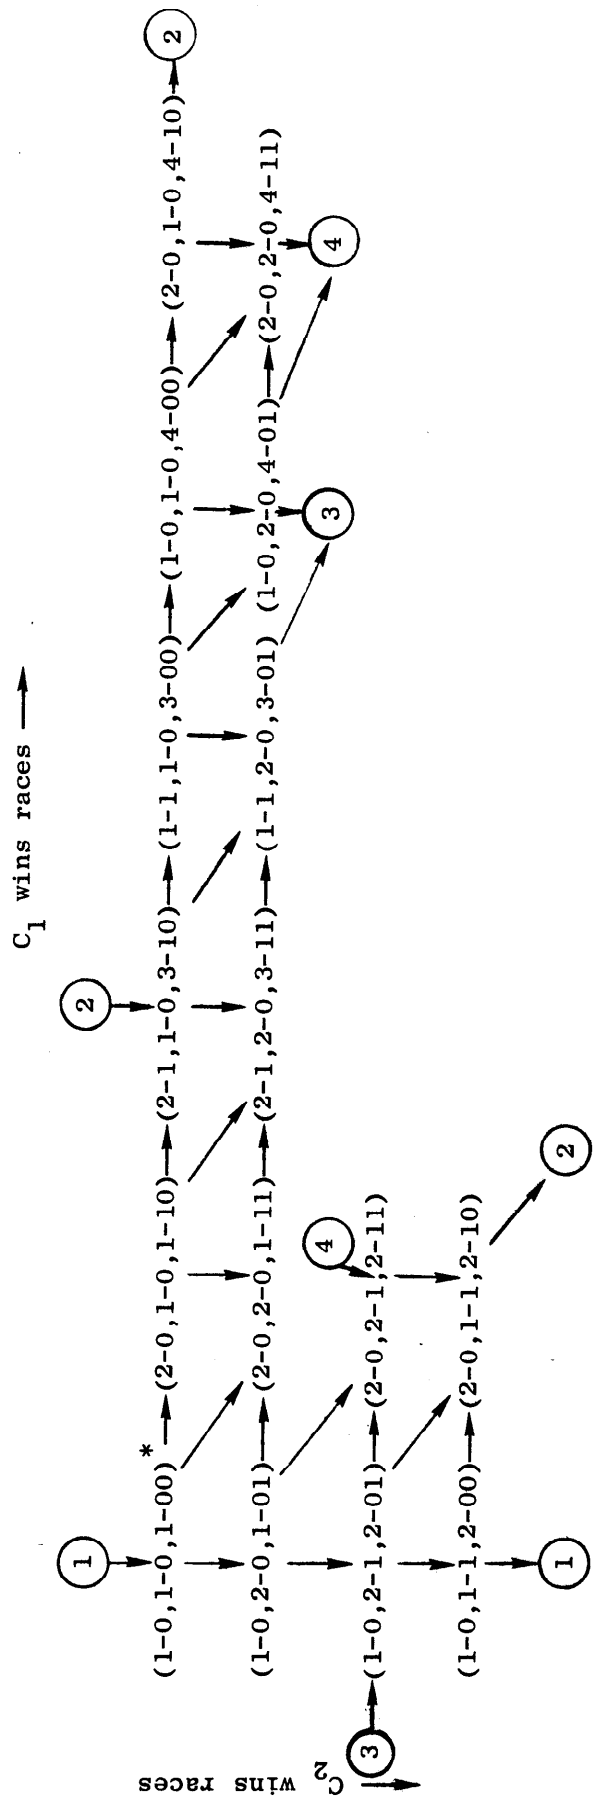 C1 wins races
C2 wins races
1
2
(1-0,1-0,1-00) * (2-0,1-0,1-10) (2-1,1-0,3-10) (1-1,1-0,3-00) (1-0,1-0,4-00) (2-0,1-0,4-10) 2
(1-0,2-0,1-01) (2-0,2-0,1-11) (2-1,2-0,3-11) (1-1,2-0,3-01) (1-0,2-0,4-01) (2-0,2-0,4-11)
4 3 4
3 (1-0,2-1,2-01) (2-0,2-1,2-11)
(1-0,1-1,2-00) (2-0,1-1,2-10)
1 2